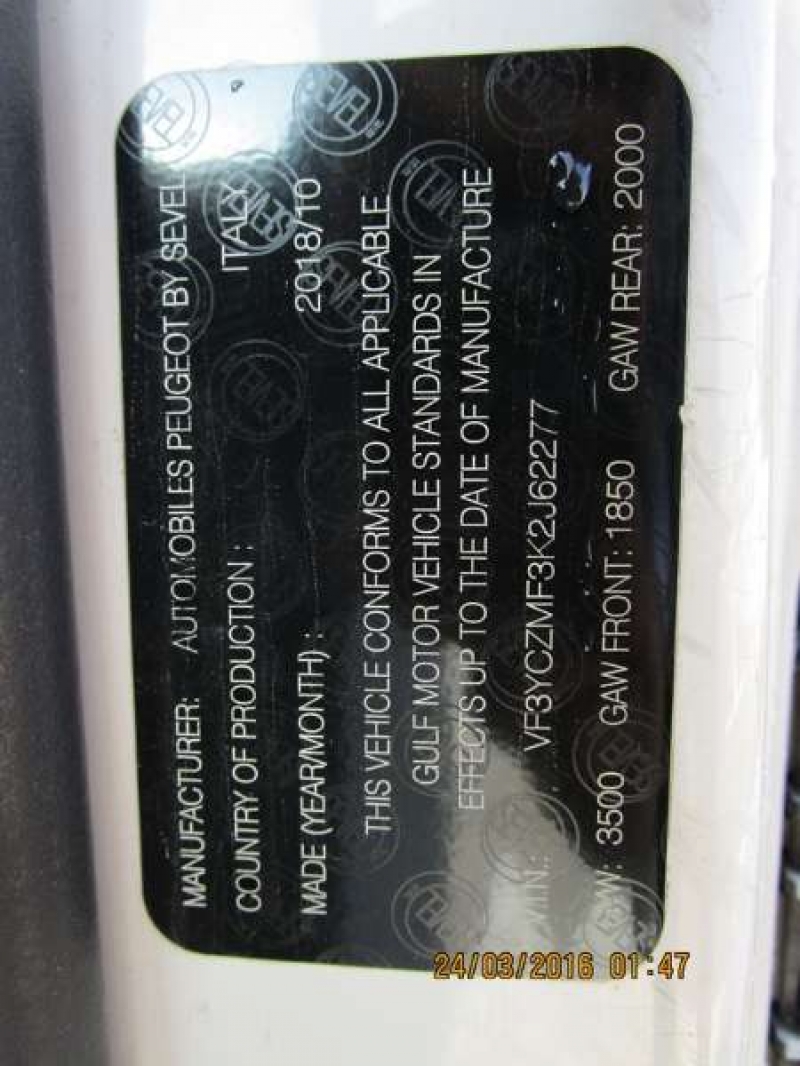 MANUFACTURER: AUTOMOBILES PEUGEOT BY SEVEL
COUNTRY OF PRODUCTION : ITALY
MADE (YEAR/MONTH) : 2018/10
THIS VEHICLE CONFORMS TO ALL APPLICABLE
GULF MOTOR VEHICLE STANDARDS IN
EFFECTS UP TO THE DATE OF MANUFACTURE
V.I.N.: VF3YCZMF3K2J62277
3500 GAW FRONT: 1850 GAW REAR: 2000
24/03/2016 01:47